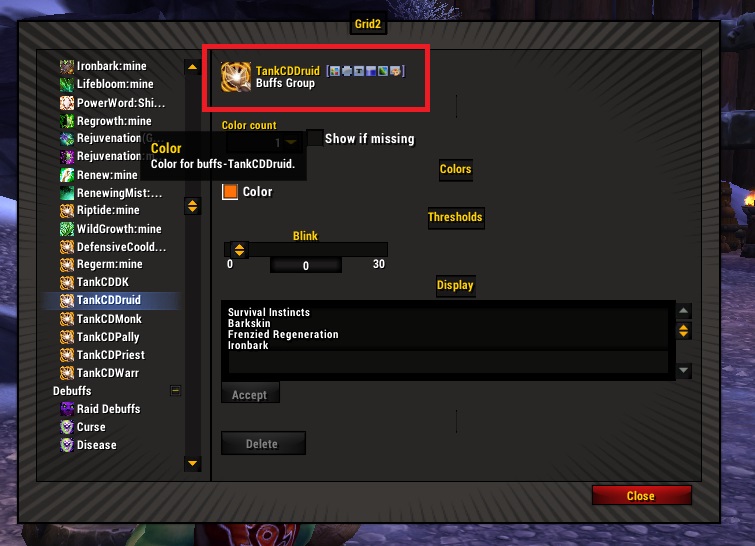 Grid2
Ironbark:mine
Lifebloom:mine
PowerWord:Shi...
Regrowth:mine
Rejuvenation(G...
Rejuvenation:m
Renew:mine
RenewingMist:...
Riptide:mine
WildGrowth:mine
DefensiveCoold...
Regerm:mine
TankCDDK
TankCDDruid
TankCDMonk
TankCDPally
TankCDPriest
TankCDWarr
Debuffs
Raid Debuffs
Curse
Disease
TankCDDruid []
Buffs Group
Color count
1
Show if missing
Color
Color for buffs-TankCDDruid.
Colors
Color
Thresholds
Blink
0
0
30
Display
Survival Instincts
Barkskin
Frenzied Regeneration
Ironbark
Accept
Delete
Close